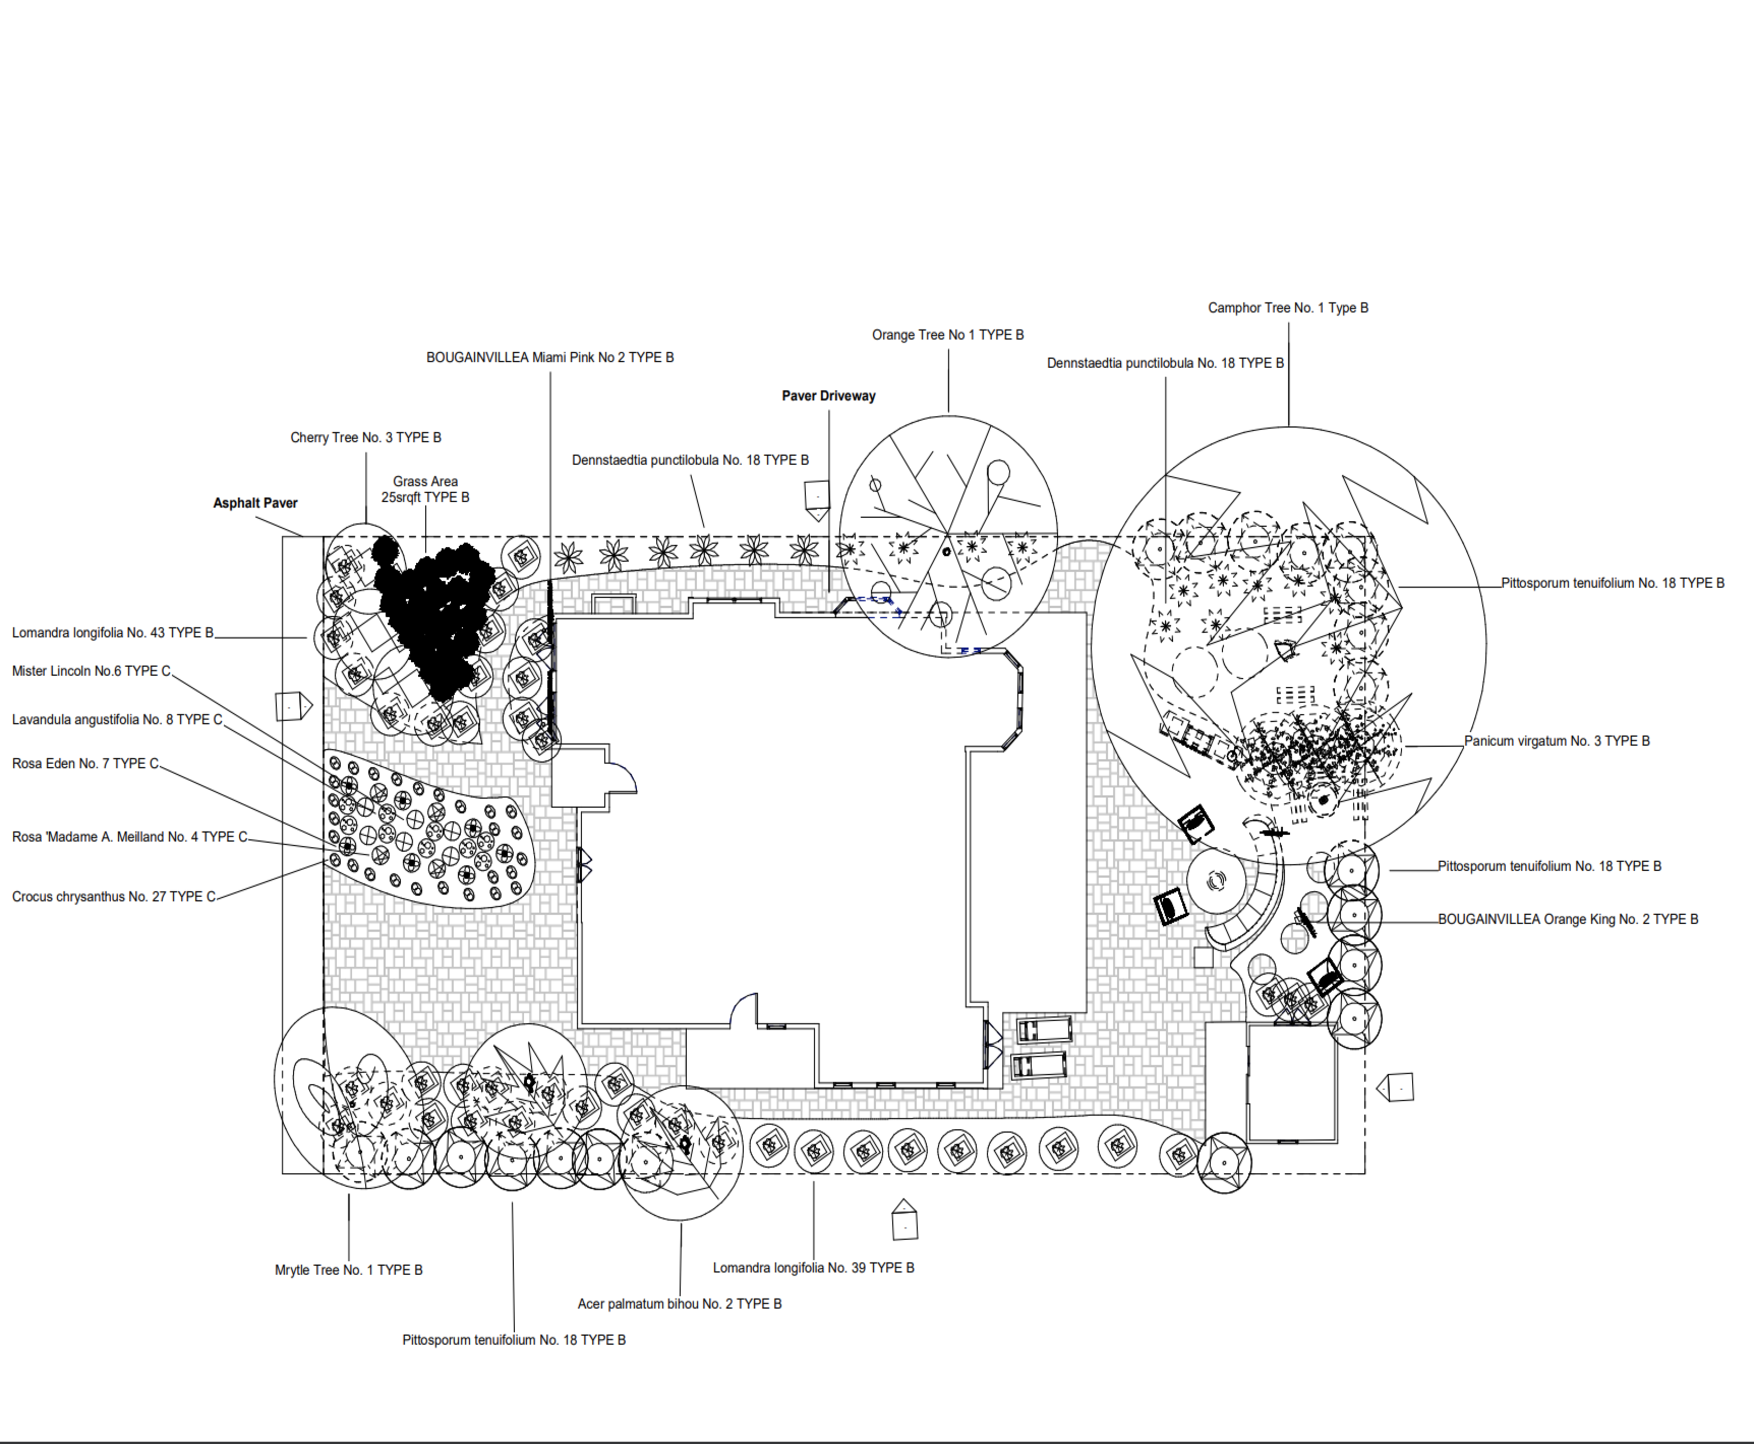 Camphor Tree No. 1 Type B
Orange Tree No 1 TYPE B
BOUGAINVILLEA Miami Pink No 2 TYPE B
Dennstaedtia punctilobula No. 18 TYPE B
Paver Driveway
Cherry Tree No. 3 TYPE B
Dennstaedtia punctilobula No. 18 TYPE B
Grass Area
25srqft TYPE B
Asphalt Paver
Pittosporum tenuifolium No. 18 TYPE B
Lomandra longifolia No. 43 TYPE B
Mister Lincoln No.6 TYPE C
Lavandula angustifolia No. 8 TYPE C
Panicum virgatum No. 3 TYPE B
Rosa Eden No. 7 TYPE C
Rosa 'Madame A. Meilland No. 4 TYPE C
Pittosporum tenuifolium No. 18 TYPE B
Crocus chrysanthus No. 27 TYPE C
BOUGAINVILLEA Orange King No. 2 TYPE B
Mrytle Tree No. 1 TYPE B
Lomandra longifolia No. 39 TYPE B
Acer palmatum bihou No. 2 TYPE B
Pittosporum tenuifolium No. 18 TYPE B